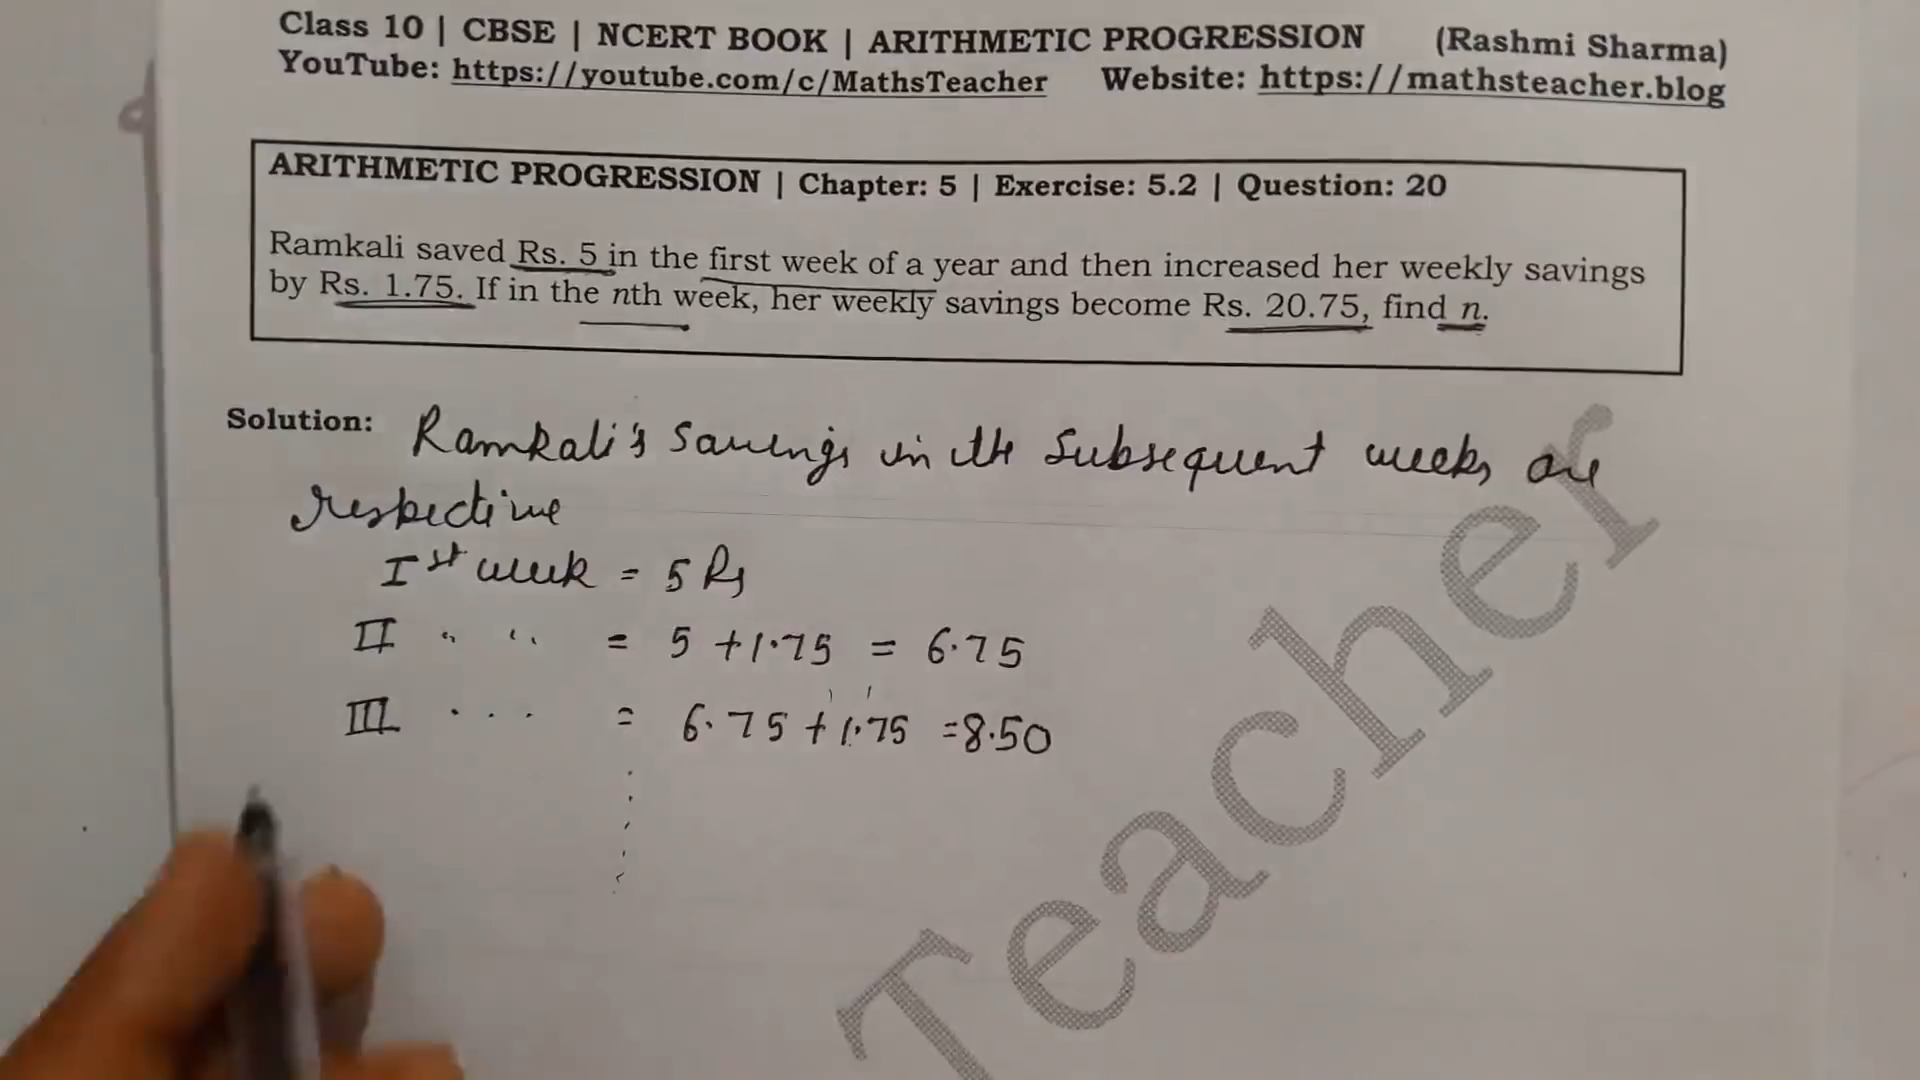 Class 10 | CBSE | NCERT BOOK | ARITHMETIC PROGRESSION (Rashmi Sharma)
YouTube: https://youtube.com/c/MathsTeacher Website: https://mathsteacher.blog
ARITHMETIC PROGRESSION | Chapter: 5 | Exercise: 5.2 | Question: 20
Ramkali saved Rs. 5 in the first week of a year and then increased her weekly savings
by Rs. 1.75. If in the nth week, her weekly savings become Rs. 20.75, find n.
Solution: Ramkali's Savings in the Subsequent weeks are
respective
Ist week = 5 Rs
II " " = 5 + 1.75 = 6.75
III . . . . = 6.75 + 1.75 = 8.50
Teacher